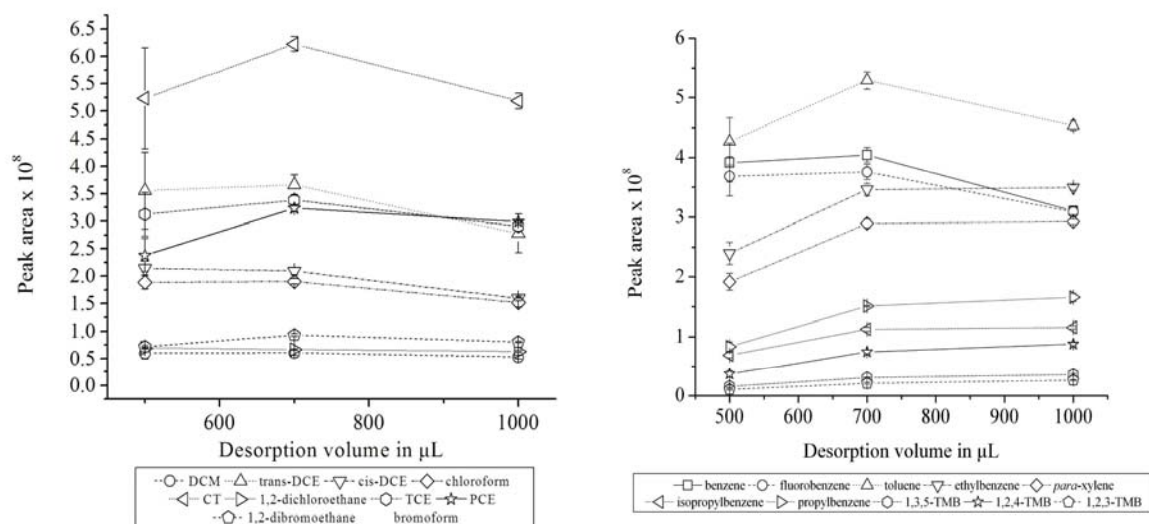 6.5
6.0
5.5
5.0
4.5
4.0
3.5
3.0
2.5
2.0
1.5
1.0
0.5
0.0
Peak area x 10⁸
600 800 1000
Desorption volume in µL
DCM trans-DCE cis-DCE chloroform
CT 1,2-dichloroethane TCE PCE
1,2-dibromoethane bromoform
6
5
4
3
2
1
0
Peak area x 10⁸
500 600 700 800 900 1000
Desorption volume in µL
benzene fluorobenzene toluene ethylbenzene para-xylene
isopropylbenzene propylbenzene 1,3,5-TMB 1,2,4-TMB 1,2,3-TMB